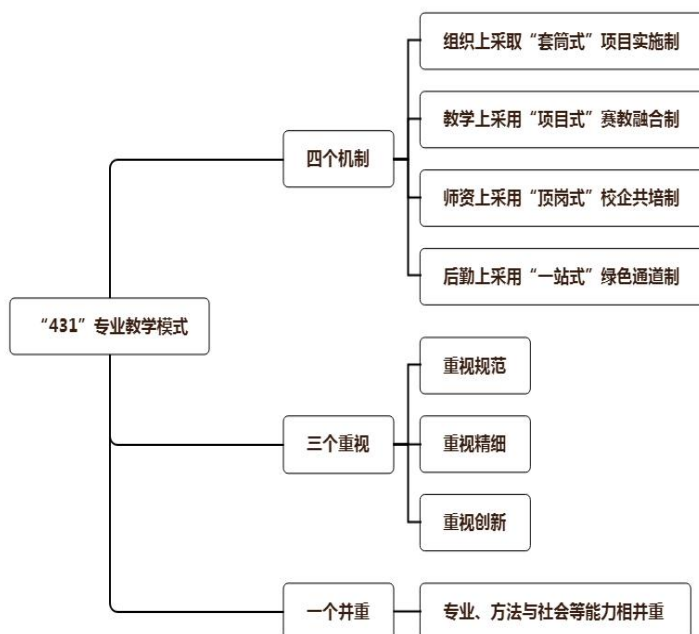 “431”专业教学模式
四个机制
组织上采取“套筒式”项目实施制
教学上采用“项目式”赛教融合制
师资上采用“顶岗式”校企共培制
后勤上采用“一站式”绿色通道制
三个重视
重视规范
重视精细
重视创新
一个并重
专业、方法与社会等能力相并重